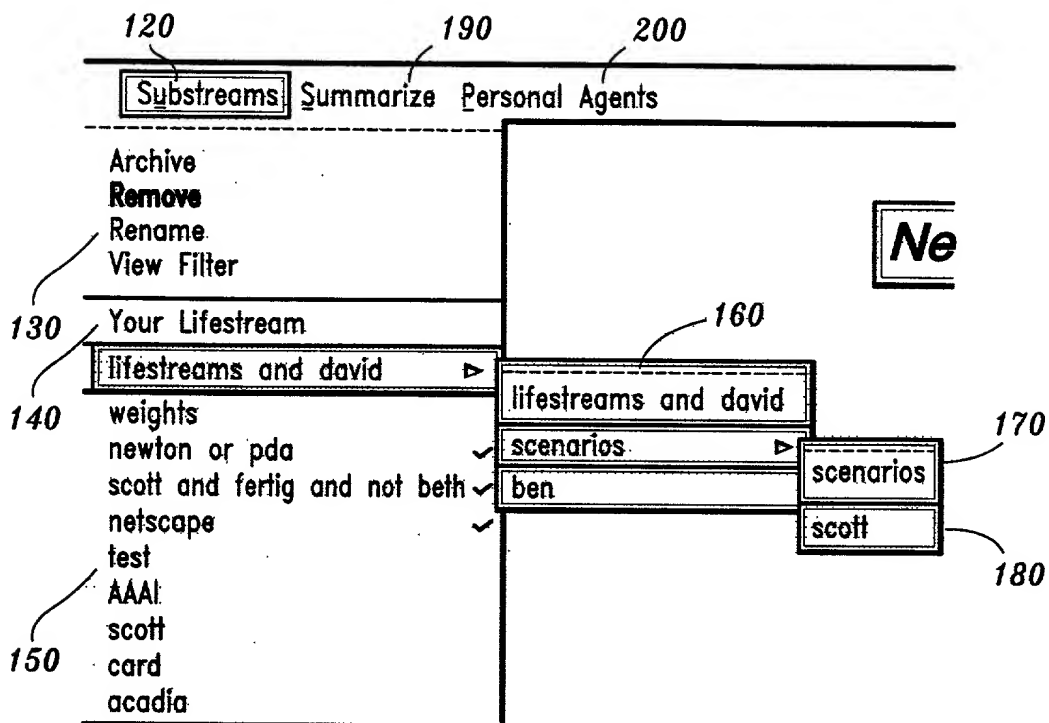 120 190 200
Substreams Summarize Personal Agents
Archive
Remove
Rename
View Filter
Ne
130
Your Lifestream
160
140
lifestreams and david
lifestreams and david
weights
newton or pda
scenarios
170
scenarios
scott and fertig and not beth
ben
netscape
scott
180
test
150
AAAI
scott
card
acadia